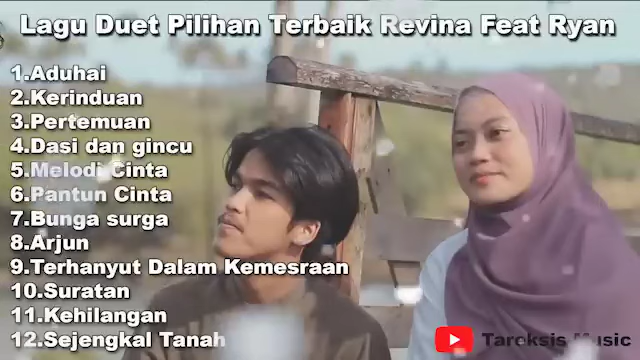 Lagu Duet Pilihan Terbaik Revina Feat Ryan
1.Aduhai
2.Kerinduan
3.Pertemuan
4.Dasi dan gincu
5.Melodi Cinta
6.Pantun Cinta
7.Bunga surga
8.Arjun
9.Terhanyut Dalam Kemesraan
10.Suratan
11.Kehilangan
12.Sejengkal Tanah
Taroksis Music